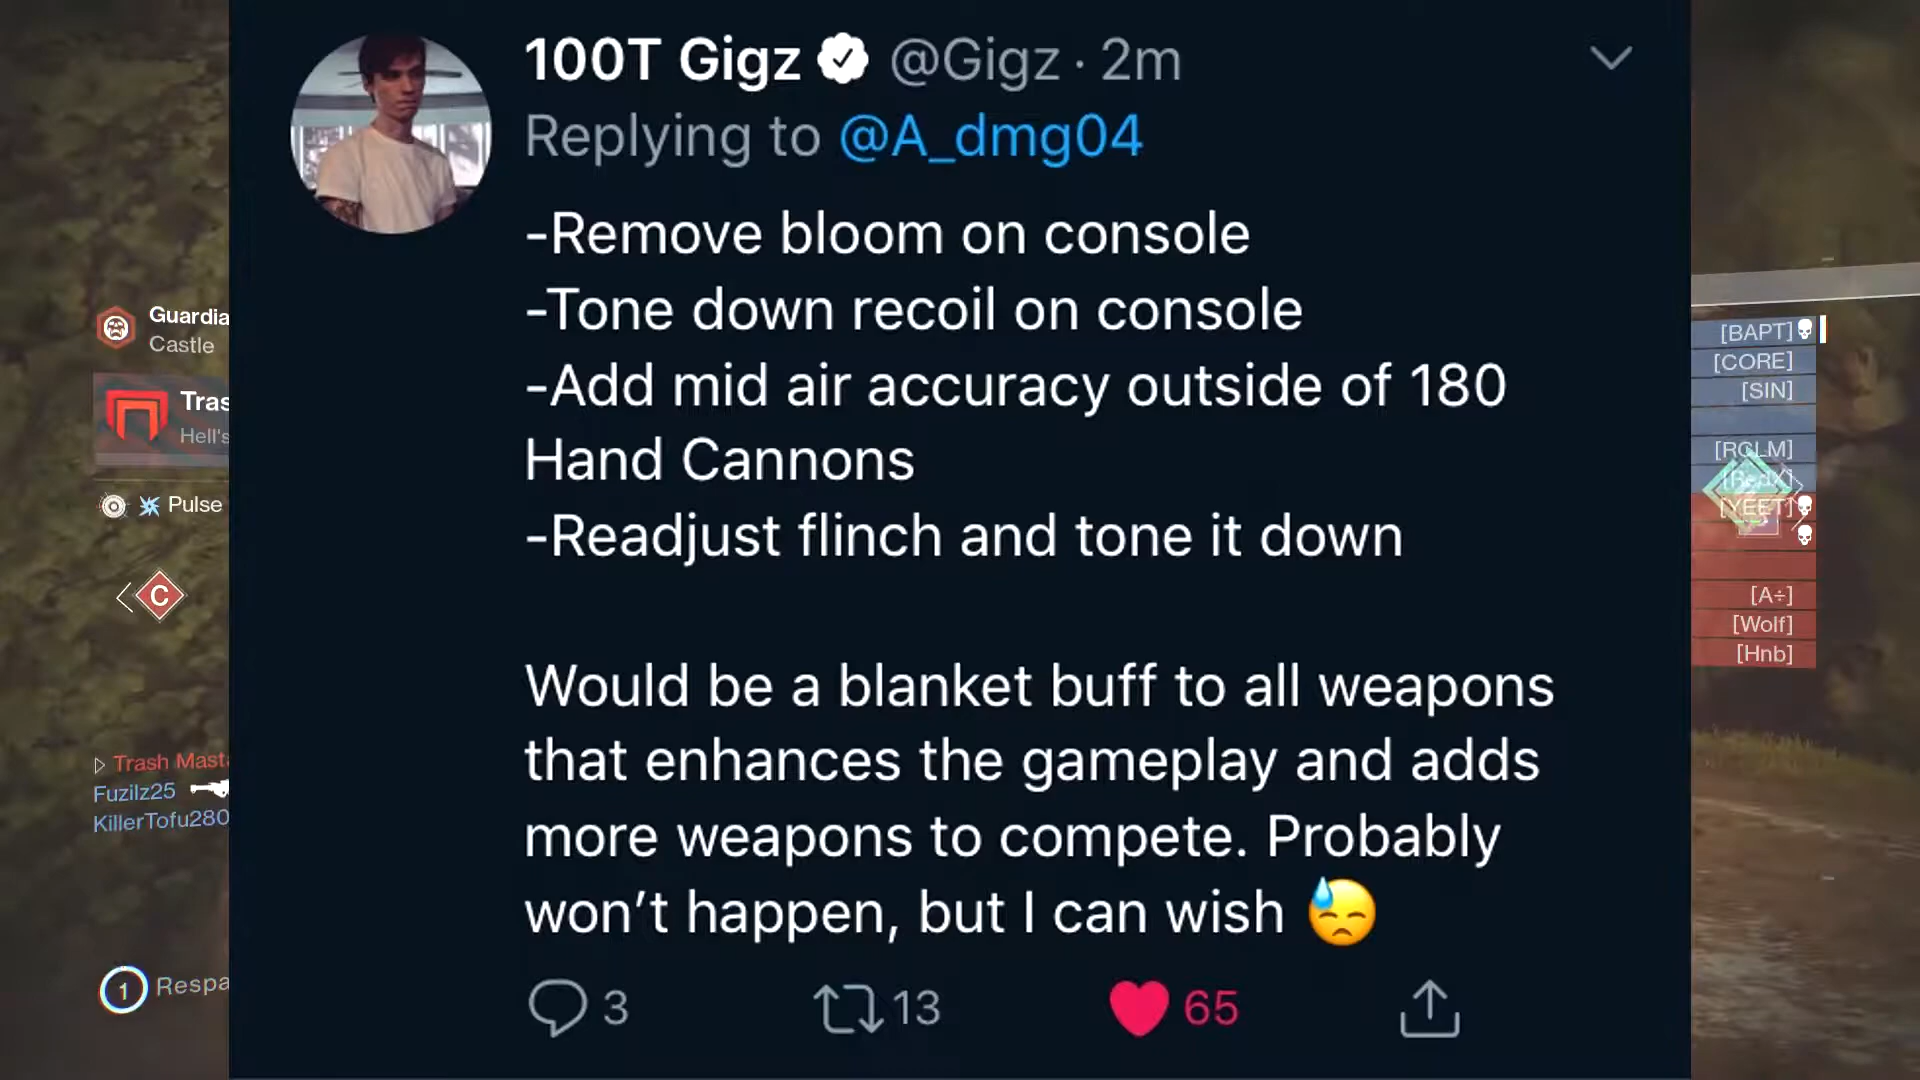 100T Gigz @Gigz · 2m
Replying to @A_dmg04
-Remove bloom on console
-Tone down recoil on console
-Add mid air accuracy outside of 180
Hand Cannons
-Readjust flinch and tone it down
Would be a blanket buff to all weapons
that enhances the gameplay and adds
more weapons to compete. Probably
won't happen, but I can wish 😓
3 13 65
Guardia
Castle
Tras
Hell's
Pulse
C
Trash Mast
Fuzilz25
KillerTofu280
1 Respa
[BAPT]
[CORE]
[SIN]
[RCLM]
[YEET]
[A÷]
[Wolf]
[Hnb]